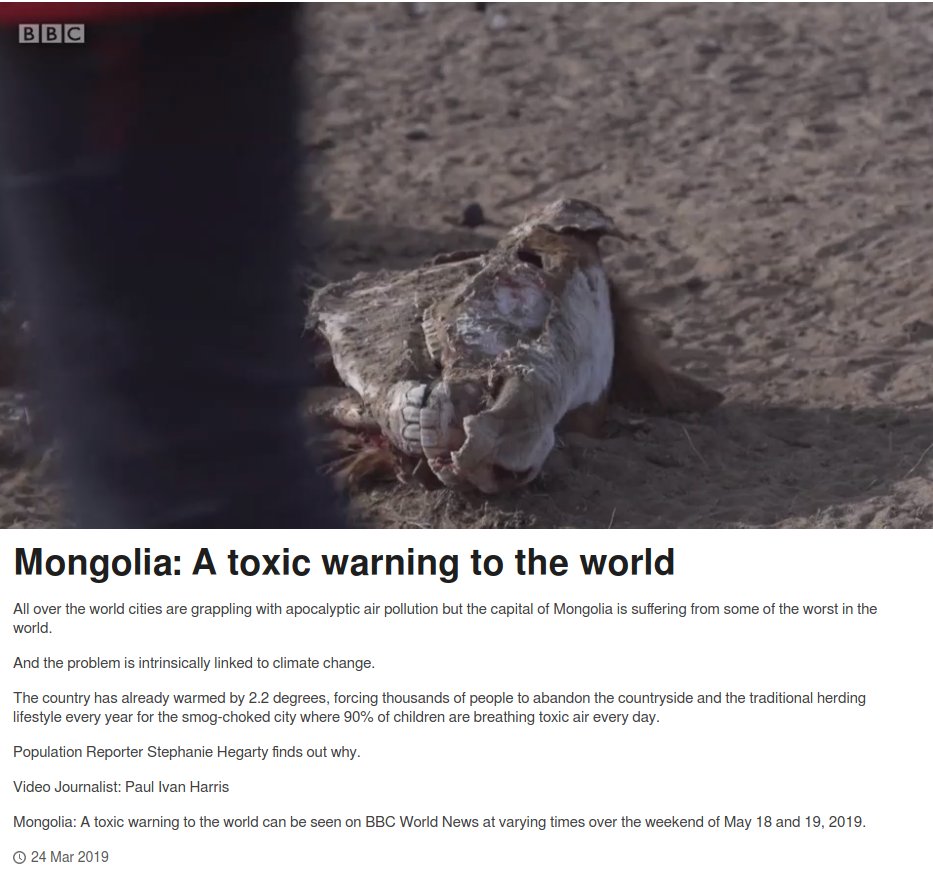 BBC
Mongolia: A toxic warning to the world
All over the world cities are grappling with apocalyptic air pollution but the capital of Mongolia is suffering from some of the worst in the
world.
And the problem is intrinsically linked to climate change.
The country has already warmed by 2.2 degrees, forcing thousands of people to abandon the countryside and the traditional herding
lifestyle every year for the smog-choked city where 90% of children are breathing toxic air every day.
Population Reporter Stephanie Hegarty finds out why.
Video Journalist: Paul Ivan Harris
Mongolia: A toxic warning to the world can be seen on BBC World News at varying times over the weekend of May 18 and 19, 2019.
24 Mar 2019